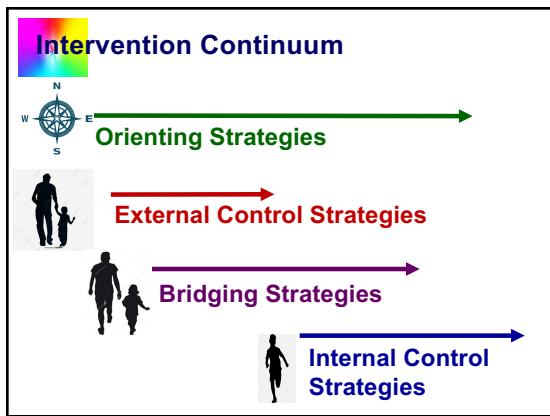 Intervention Continuum
N
W E
S
Orienting Strategies
External Control Strategies
Bridging Strategies
Internal Control
Strategies